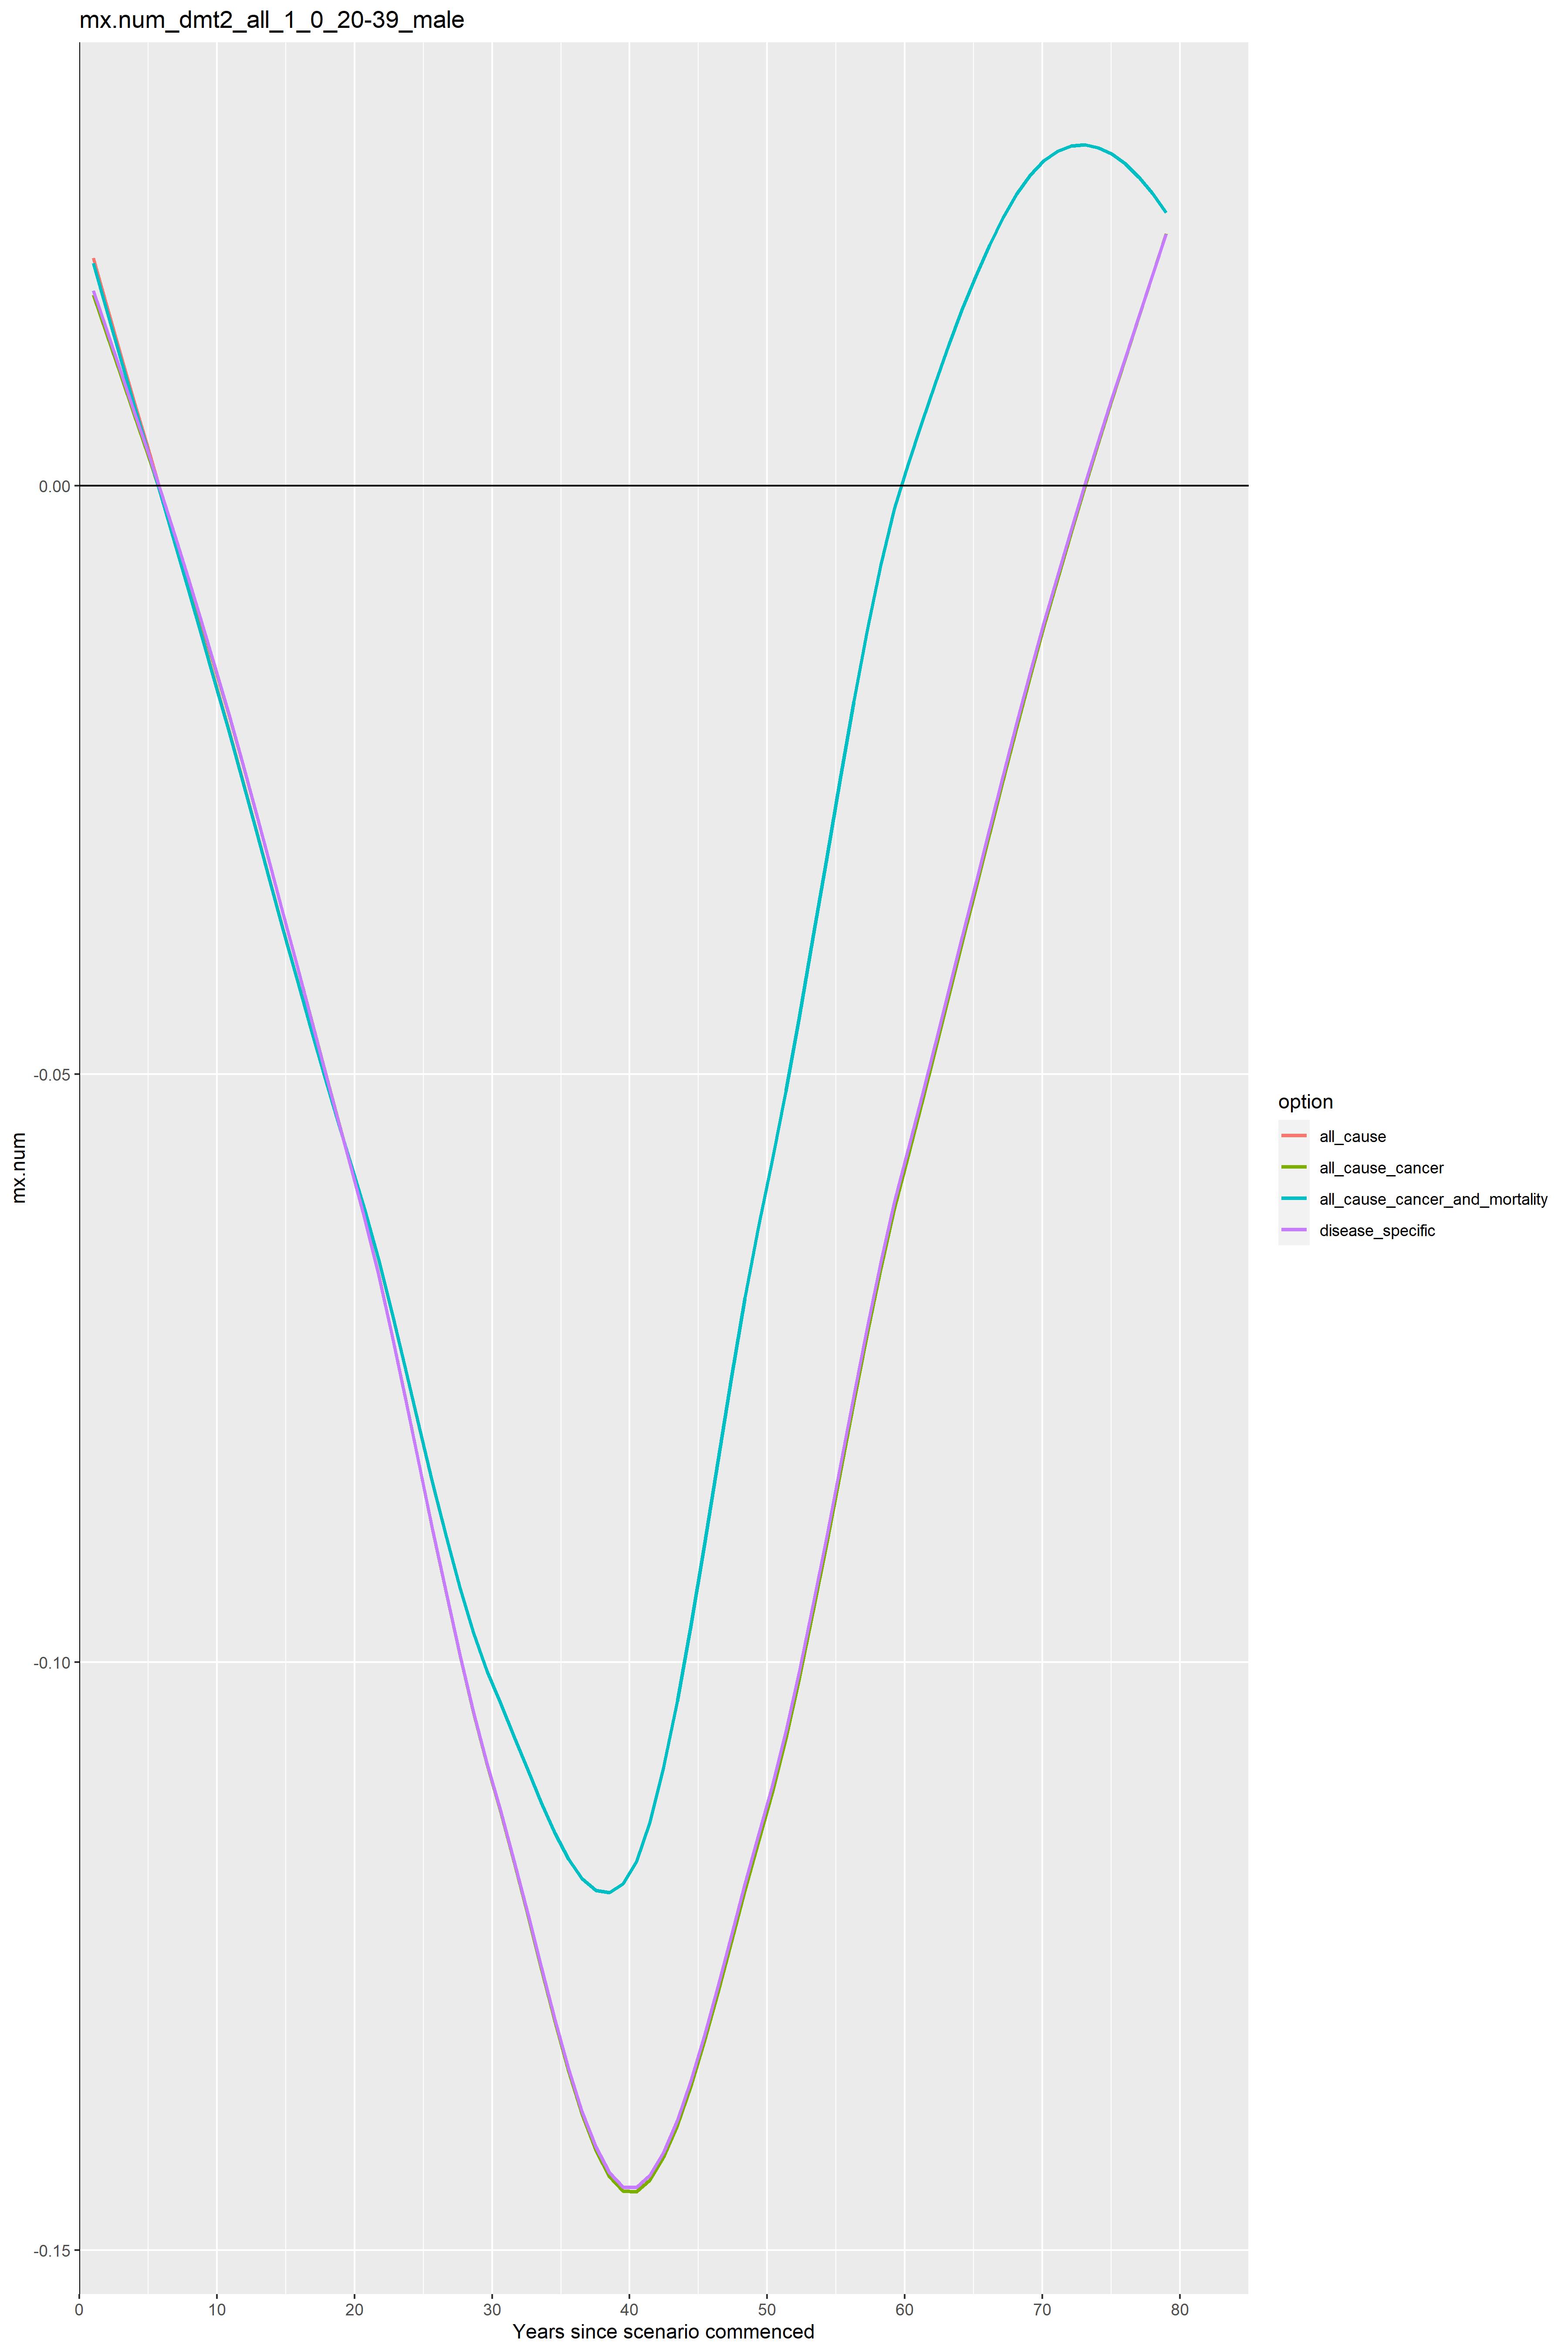 mx.num_dmt2_all_1_0_20-39_male
0.00
-0.05
-0.10
-0.15
mx.num
0 10 20 30 40 50 60 70 80
Years since scenario commenced
option
all_cause
all_cause_cancer
all_cause_cancer_and_mortality
disease_specific